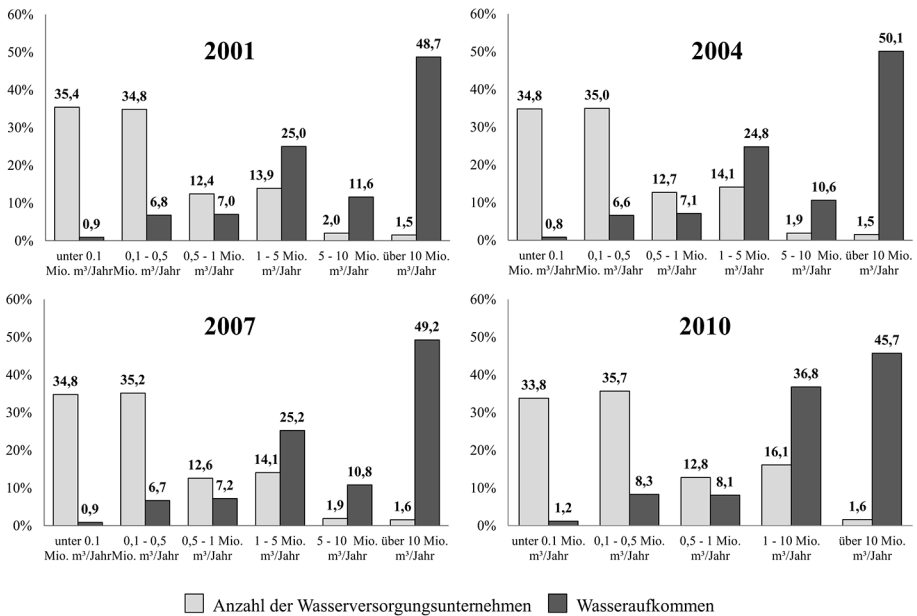 60%
50%
40%
30%
20%
10%
0%
2001
35,4
0,9
34,8
6,8
12,4
7,0
13,9
25,0
2,0
11,6
1,5
48,7
unter 0.1
Mio. m³/Jahr
0,1 - 0,5
Mio. m³/Jahr
0,5 - 1 Mio.
m³/Jahr
1 - 5 Mio.
m³/Jahr
5 - 10 Mio.
m³/Jahr
über 10 Mio.
m³/Jahr
60%
50%
40%
30%
20%
10%
0%
2004
34,8
0,8
35,0
6,6
12,7
7,1
14,1
24,8
1,9
10,6
1,5
50,1
unter 0.1
Mio. m³/Jahr
0,1 - 0,5
Mio. m³/Jahr
0,5 - 1 Mio.
m³/Jahr
1 - 5 Mio.
m³/Jahr
5 - 10 Mio.
m³/Jahr
über 10 Mio.
m³/Jahr
60%
50%
40%
30%
20%
10%
0%
2007
34,8
0,9
35,2
6,7
12,6
7,2
14,1
25,2
1,9
10,8
1,6
49,2
unter 0.1
Mio. m³/Jahr
0,1 - 0,5
Mio. m³/Jahr
0,5 - 1 Mio.
m³/Jahr
1 - 5 Mio.
m³/Jahr
5 - 10 Mio.
m³/Jahr
über 10 Mio.
m³/Jahr
60%
50%
40%
30%
20%
10%
0%
2010
33,8
1,2
35,7
8,3
12,8
8,1
16,1
36,8
1,6
45,7
unter 0.1 Mio.
m³/Jahr
0,1 - 0,5 Mio.
m³/Jahr
0,5 - 1 Mio.
m³/Jahr
1 - 10 Mio.
m³/Jahr
über 10 Mio.
m³/Jahr
Anzahl der Wasserversorgungsunternehmen
Wasseraufkommen